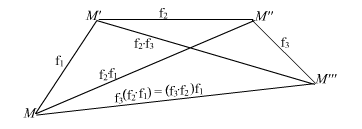 M′ f₂ M″
f₂·f₃
f₃
f₁
f₂·f₁
M‴
f₃(f₂·f₁) = (f₃·f₂)f₁
M